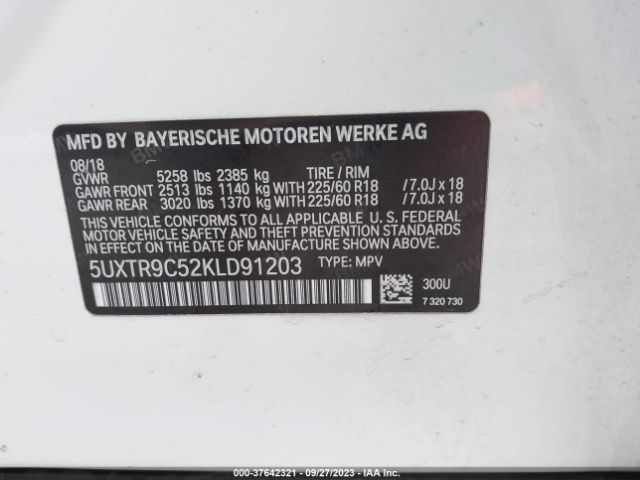 MFD BY BAYERISCHE MOTOREN WERKE AG
08/18
GVWR 5258 lbs 2385 kg TIRE / RIM
GAWR FRONT 2513 lbs 1140 kg WITH 225/60 R18 /7.0J x 18
GAWR REAR 3020 lbs 1370 kg WITH 225/60 R18 /7.0J x 18
THIS VEHICLE CONFORMS TO ALL APPLICABLE U. S. FEDERAL
MOTOR VEHICLE SAFETY, BUMPER, AND THEFT PREVENTION
STANDARDS IN EFFECT ON THE DATE OF MANUFACTURE SHOWN ABOVE.
5UXTR9C52KLD91203 TYPE: MPV
300U
7 320 730
000-37642321 - 09/27/2023 - IAA Inc.